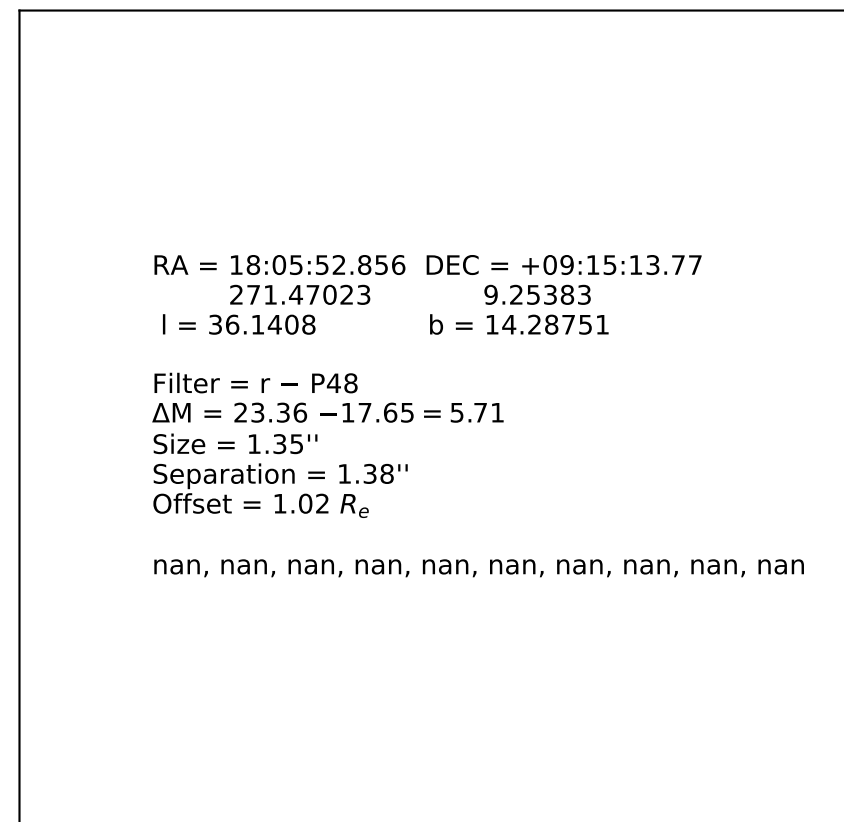 RA = 18:05:52.856 DEC = +09:15:13.77
271.47023 9.25383
l = 36.1408 b = 14.28751
Filter = r − P48
ΔM = 23.36 −17.65 = 5.71
Size = 1.35''
Separation = 1.38''
Offset = 1.02 Rₑ
nan, nan, nan, nan, nan, nan, nan, nan, nan, nan